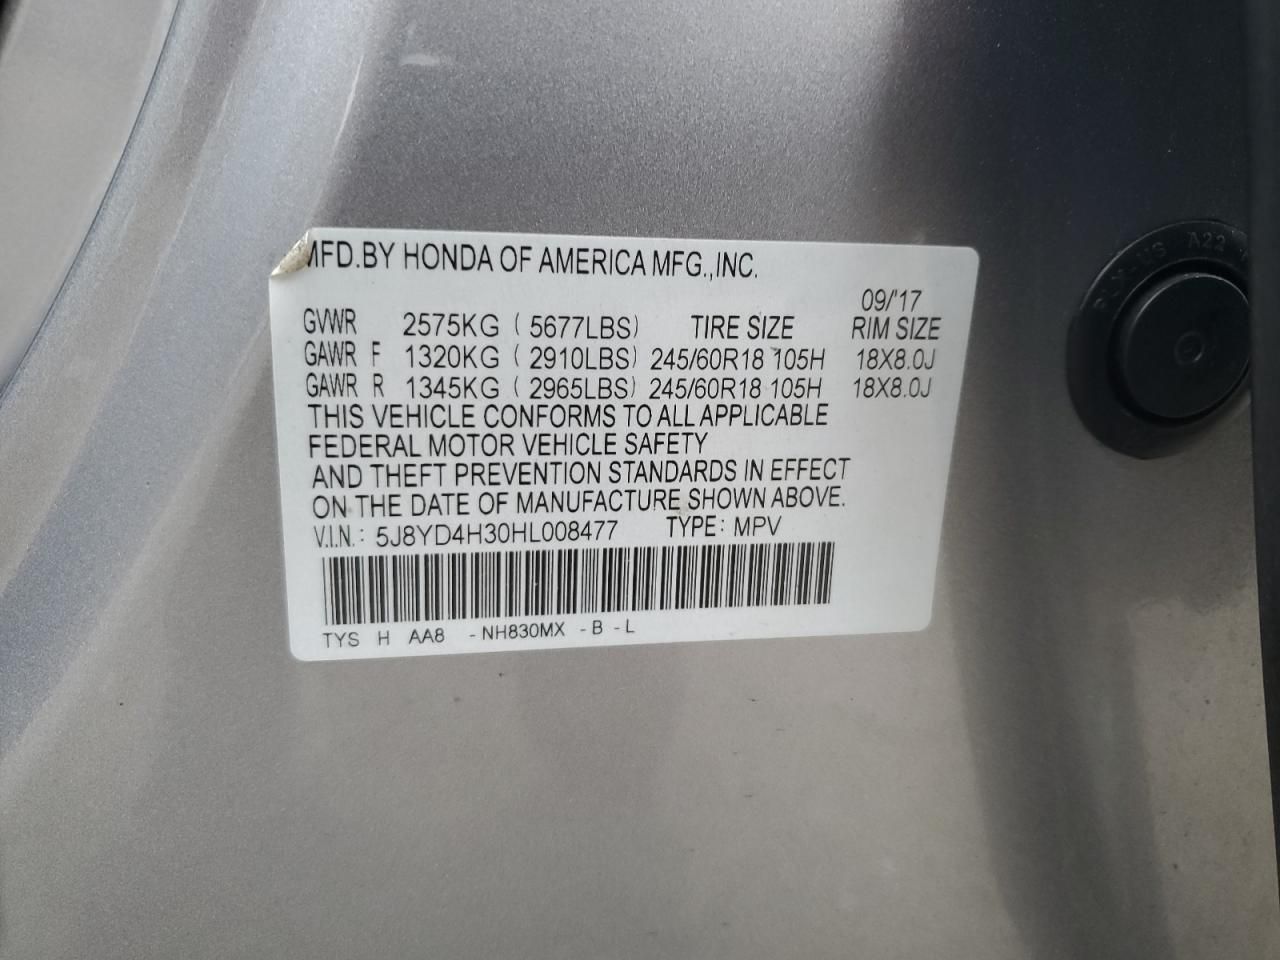 MFD.BY HONDA OF AMERICA MFG.,INC.
09/'17
GVWR 2575KG ( 5677LBS) TIRE SIZE RIM SIZE
GAWR F 1320KG ( 2910LBS) 245/60R18 105H 18X8.0J
GAWR R 1345KG ( 2965LBS) 245/60R18 105H 18X8.0J
THIS VEHICLE CONFORMS TO ALL APPLICABLE
FEDERAL MOTOR VEHICLE SAFETY
AND THEFT PREVENTION STANDARDS IN EFFECT
ON THE DATE OF MANUFACTURE SHOWN ABOVE.
V.I.N.: 5J8YD4H30HL008477 TYPE: MPV
TYS H AA8 -NH830MX -B -L
A23